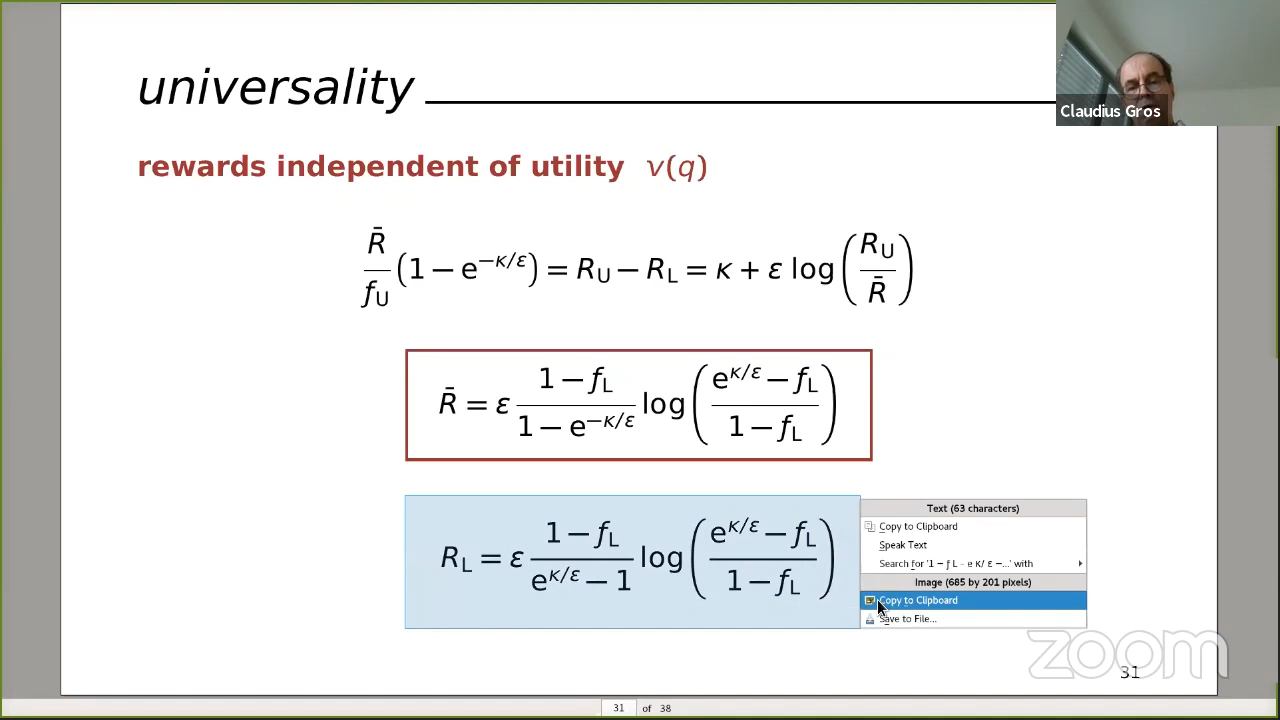 universality
Claudius Gros
rewards independent of utility v(q)
R̄/f_U (1 − e^{−κ/ε}) = R_U − R_L = κ + ε log(R_U/R̄)
R̄ = ε (1 − f_L)/(1 − e^{−κ/ε}) log((e^{κ/ε} − f_L)/(1 − f_L))
R_L = ε (1 − f_L)/(e^{κ/ε} − 1) log((e^{κ/ε} − f_L)/(1 − f_L))
Text (63 characters)
Copy to Clipboard
Speak Text
Search for '1 − ƒ L - e κ/ ε −...' with
Image (685 by 201 pixels)
Copy to Clipboard
Save to File...
zoom
31
31 of 38